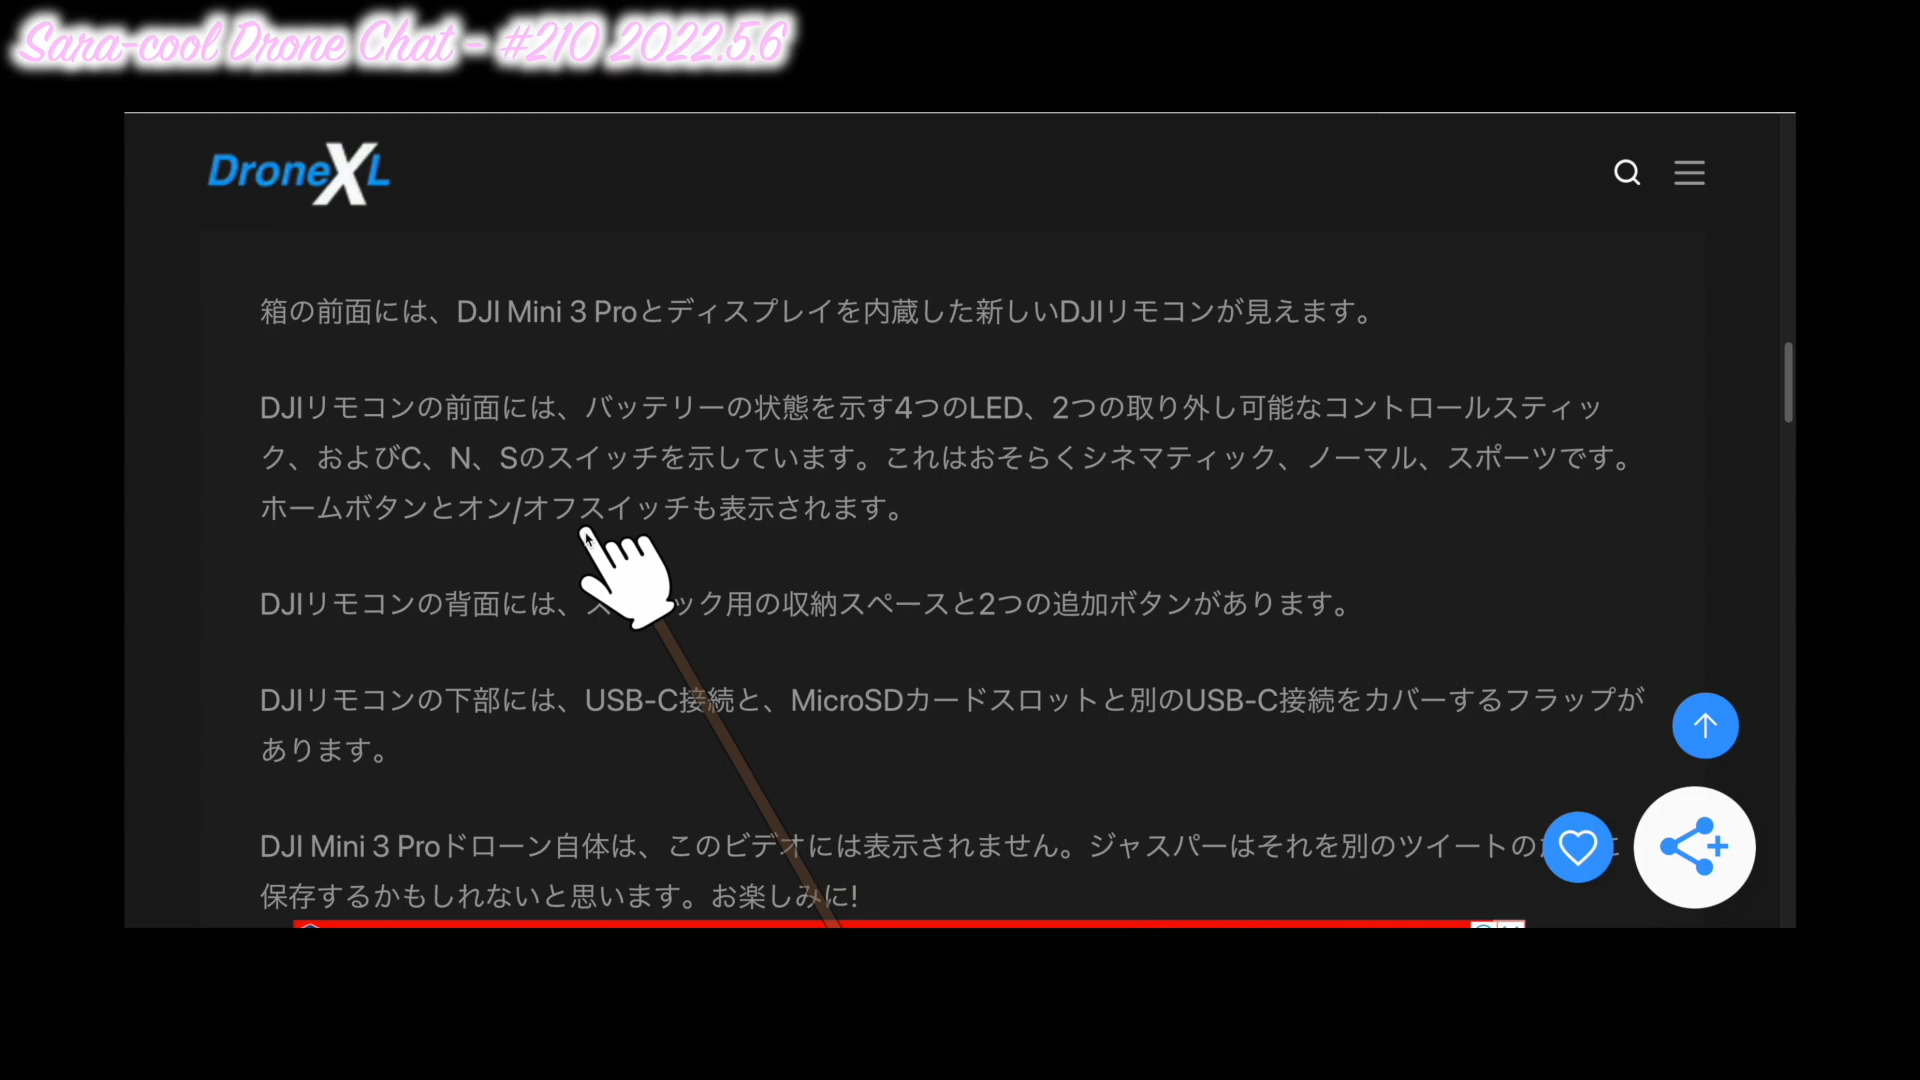 Sara-cool Drone Chat - #210 2022.5.6
DroneXL
箱の前面には、DJI Mini 3 Proとディスプレイを内蔵した新しいDJIリモコンが見えます。
DJIリモコンの前面には、バッテリーの状態を示す4つのLED、2つの取り外し可能なコントロールスティッ
ク、およびC、N、Sのスイッチを示しています。これはおそらくシネマティック、ノーマル、スポーツです。
ホームボタンとオン/オフスイッチも表示されます。
DJIリモコンの背面には、ス ック用の収納スペースと2つの追加ボタンがあります。
DJIリモコンの下部には、USB-C接続と、MicroSDカードスロットと別のUSB-C接続をカバーするフラップが
あります。
DJI Mini 3 Proドローン自体は、このビデオには表示されません。ジャスパーはそれを別のツイートの に
保存するかもしれないと思います。お楽しみに!